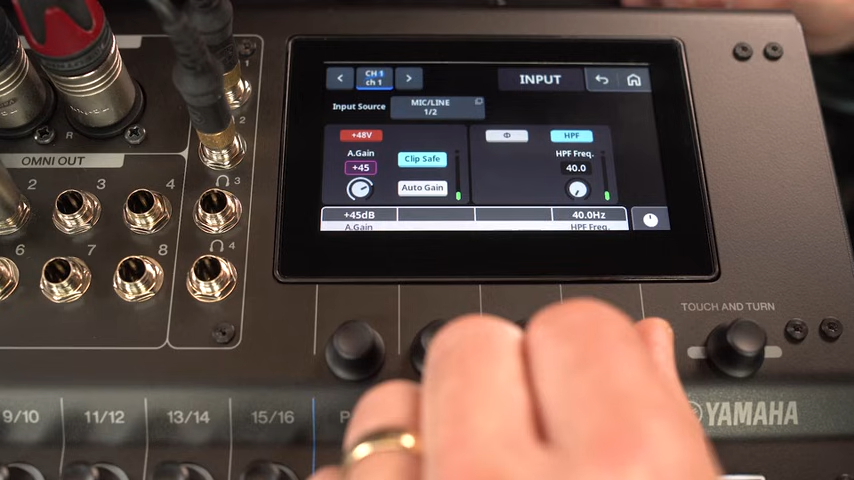 CH 1
ch 1
INPUT
Input Source
MIC/LINE
1/2
+48V
Φ
HPF
A.Gain
+45
Clip Safe
Auto Gain
HPF Freq.
40.0
+45dB
40.0Hz
A.Gain
HPF Freq.
R
OMNI OUT
1
2
2
3
4
3
6
7
8
4
TOUCH AND TURN
9/10
11/12
13/14
15/16
P
YAMAHA